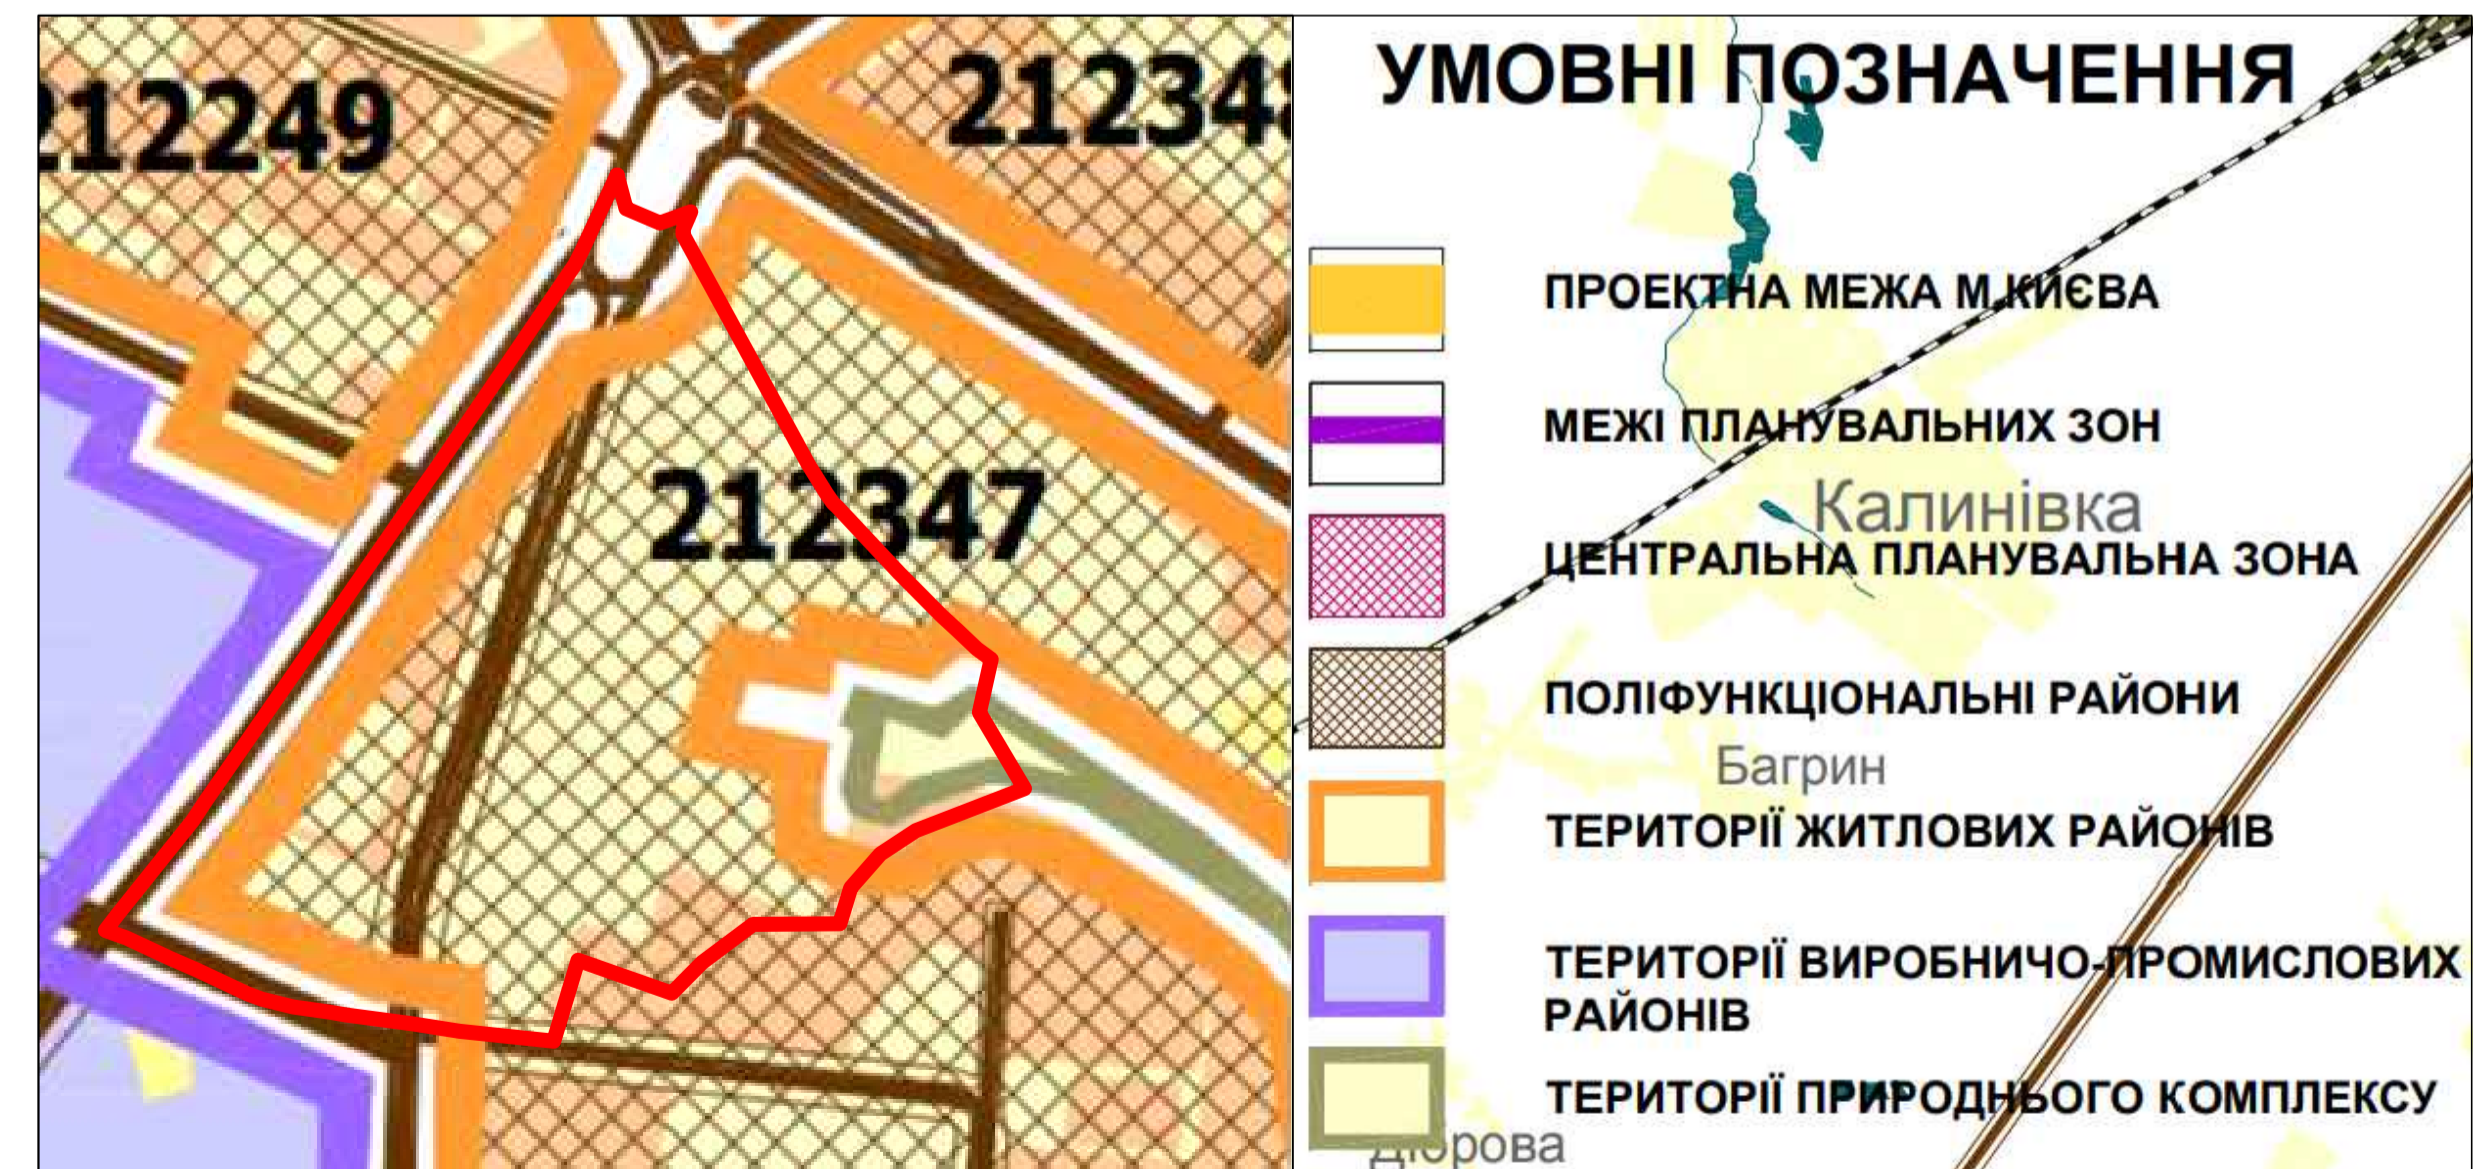 212249
21234
212347
УМОВНІ ПОЗНАЧЕННЯ
ПРОЕКТНА МЕЖА М.КИЄВА
МЕЖІ ПЛАНУВАЛЬНИХ ЗОН
Калинівка
ЦЕНТРАЛЬНА ПЛАНУВАЛЬНА ЗОНА
ПОЛІФУНКЦІОНАЛЬНІ РАЙОНИ
Багрин
ТЕРИТОРІЇ ЖИТЛОВИХ РАЙОНІВ
ТЕРИТОРІЇ ВИРОБНИЧО-ПРОМИСЛОВИХ
РАЙОНІВ
ТЕРИТОРІЇ ПРИРОДНЬОГО КОМПЛЕКСУ
Діброва